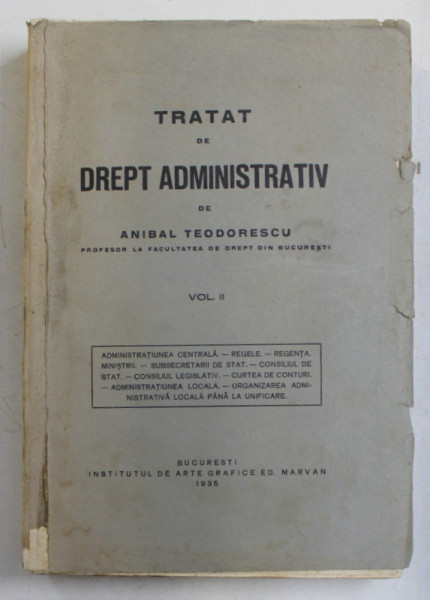 TRATAT
DE
DREPT ADMINISTRATIV
DE
ANIBAL TEODORESCU
PROFESOR LA FACULTATEA DE DREPT DIN BUCUREȘTI
VOL. II
ADMINISTRAȚIUNEA CENTRALĂ. — REGELE. — REGENȚA.
MINIȘTRII. — SUBSECRETARII DE STAT. — CONSILIUL DE
STAT. — CONSILIUL LEGISLATIV. — CURTEA DE CONTURI.
— ADMINISTRAȚIUNEA LOCALĂ. — ORGANIZAREA ADMI-
NISTRATIVĂ LOCALĂ PÂNĂ LA UNIFICARE.
BUCUREȘTI
INSTITUTUL DE ARTE GRAFICE ED. MARVAN
1935